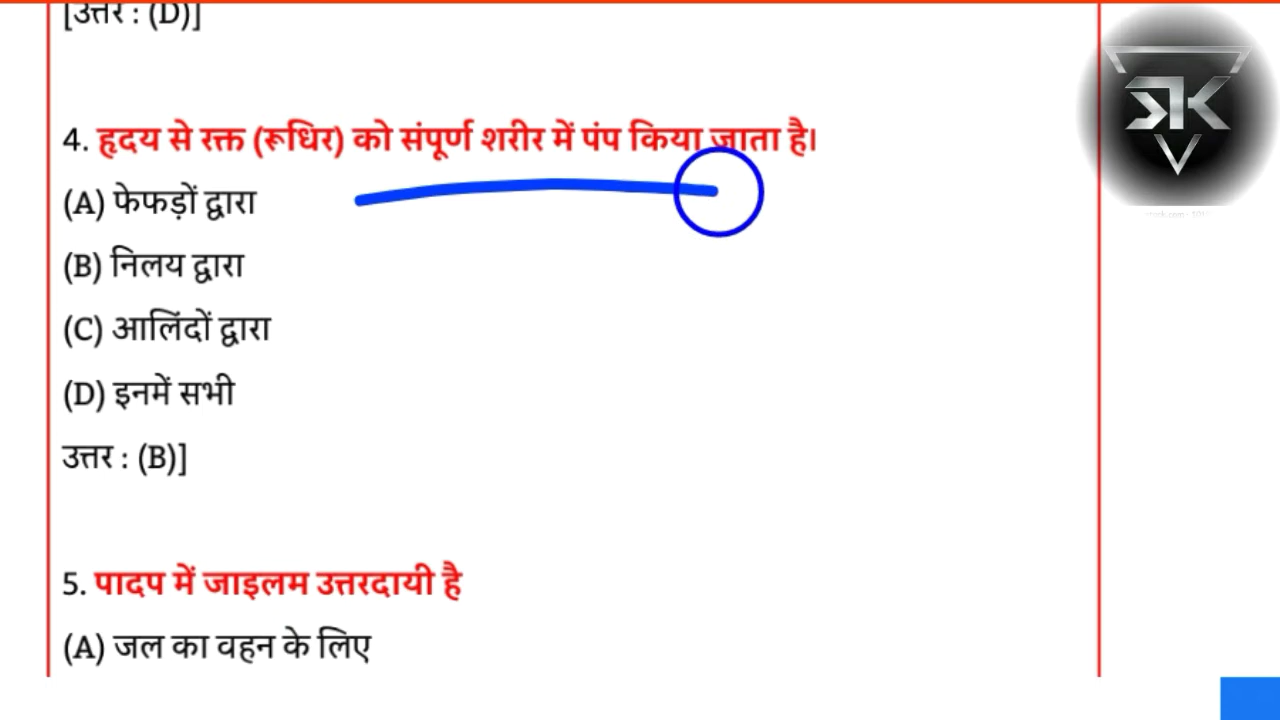 [उत्तर : (D)]
4. हृदय से रक्त (रूधिर) को संपूर्ण शरीर में पंप किया जाता है।
(A) फेफड़ों द्वारा
(B) निलय द्वारा
(C) आलिंदों द्वारा
(D) इनमें सभी
उत्तर : (B)]
5. पादप में जाइलम उत्तरदायी है
(A) जल का वहन के लिए
SK